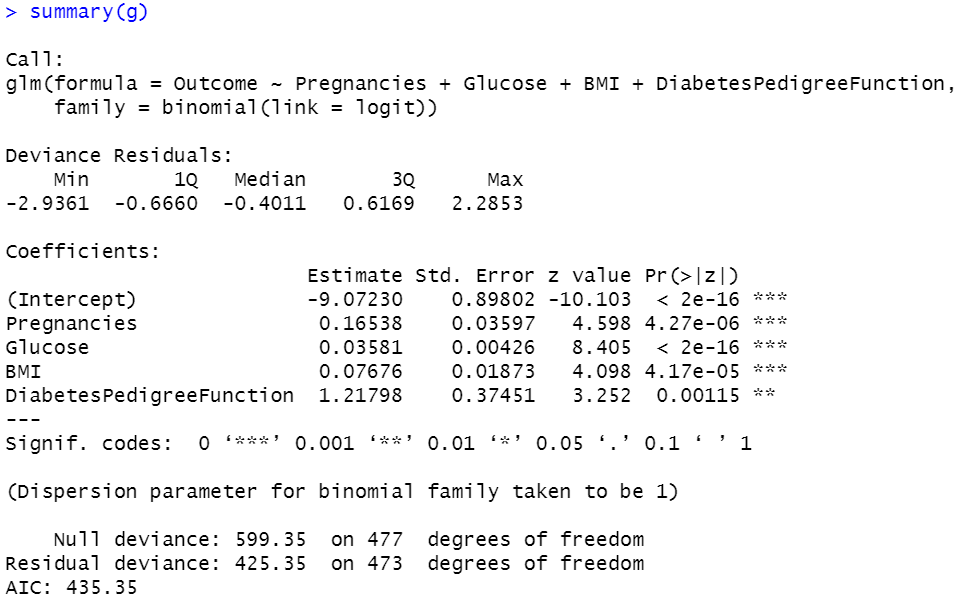 > summary(g)
Call:
glm(formula = Outcome ~ Pregnancies + Glucose + BMI + DiabetesPedigreeFunction,
    family = binomial(link = logit))
Deviance Residuals:
    Min       1Q   Median       3Q      Max
-2.9361  -0.6660  -0.4011   0.6169   2.2853
Coefficients:
                         Estimate Std. Error z value Pr(>|z|)
(Intercept)              -9.07230    0.89802 -10.103  < 2e-16 ***
Pregnancies               0.16538    0.03597   4.598 4.27e-06 ***
Glucose                   0.03581    0.00426   8.405  < 2e-16 ***
BMI                       0.07676    0.01873   4.098 4.17e-05 ***
DiabetesPedigreeFunction  1.21798    0.37451   3.252  0.00115 **
---
Signif. codes:  0 ‘***’ 0.001 ‘**’ 0.01 ‘*’ 0.05 ‘.’ 0.1 ‘ ’ 1
(Dispersion parameter for binomial family taken to be 1)
    Null deviance: 599.35  on 477  degrees of freedom
Residual deviance: 425.35  on 473  degrees of freedom
AIC: 435.35